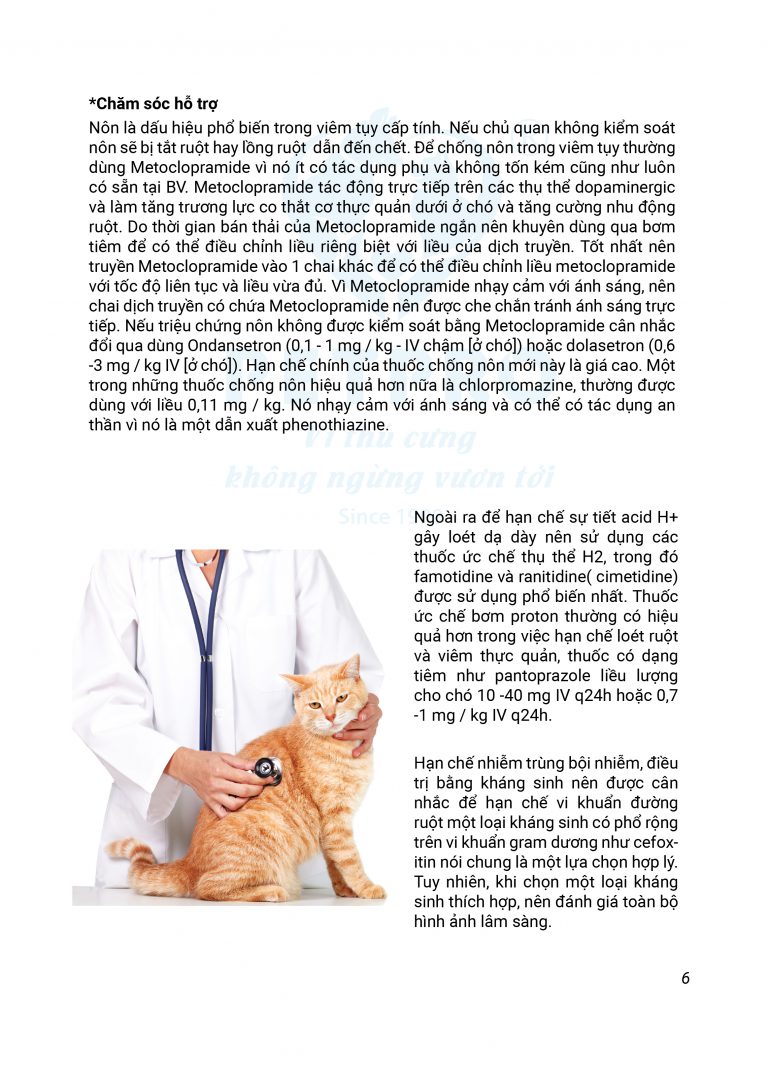 *Chăm sóc hỗ trợ
Nôn là dấu hiệu phổ biến trong viêm tụy cấp tính. Nếu chủ quan không kiểm soát
nôn sẽ bị tắt ruột hay lồng ruột  dẫn đến chết. Để chống nôn trong viêm tụy thường
dùng Metoclopramide vì nó ít có tác dụng phụ và không tốn kém cũng như luôn
có sẵn tại BV. Metoclopramide tác động trực tiếp trên các thụ thể dopaminergic
và làm tăng trương lực co thắt cơ thực quản dưới ở chó và tăng cường nhu động
ruột. Do thời gian bán thải của Metoclopramide ngắn nên khuyên dùng qua bơm
tiêm để có thể điều chỉnh liều riêng biệt với liều của dịch truyền. Tốt nhất nên
truyền Metoclopramide vào 1 chai khác để có thể điều chỉnh liều metoclopramide
với tốc độ liên tục và liều vừa đủ. Vì Metoclopramide nhạy cảm với ánh sáng, nên
chai dịch truyền có chứa Metoclopramide nên được che chắn tránh ánh sáng trực
tiếp. Nếu triệu chứng nôn không được kiểm soát bằng Metoclopramide cân nhắc
đổi qua dùng Ondansetron (0,1 - 1 mg / kg - IV chậm [ở chó]) hoặc dolasetron (0,6
-3 mg / kg IV [ở chó]). Hạn chế chính của thuốc chống nôn mới này là giá cao. Một
trong những thuốc chống nôn hiệu quả hơn nữa là chlorpromazine, thường được
dùng với liều 0,11 mg / kg. Nó nhạy cảm với ánh sáng và có thể có tác dụng an
thần vì nó là một dẫn xuất phenothiazine.
Vì thú cưng
không ngừng vươn tới
Since
Ngoài ra để hạn chế sự tiết acid H+
gây loét dạ dày nên sử dụng các
thuốc ức chế thụ thể H2, trong đó
famotidine và ranitidine( cimetidine)
được sử dụng phổ biến nhất. Thuốc
ức chế bơm proton thường có hiệu
quả hơn trong việc hạn chế loét ruột
và viêm thực quản, thuốc có dạng
tiêm như pantoprazole liều lượng
cho chó 10 -40 mg IV q24h hoặc 0,7
-1 mg / kg IV q24h.
Hạn chế nhiễm trùng bội nhiễm, điều
trị bằng kháng sinh nên được cân
nhắc để hạn chế vi khuẩn đường
ruột một loại kháng sinh có phổ rộng
trên vi khuẩn gram dương như cefox-
itin nói chung là một lựa chọn hợp lý.
Tuy nhiên, khi chọn một loại kháng
sinh thích hợp, nên đánh giá toàn bộ
hình ảnh lâm sàng.
6